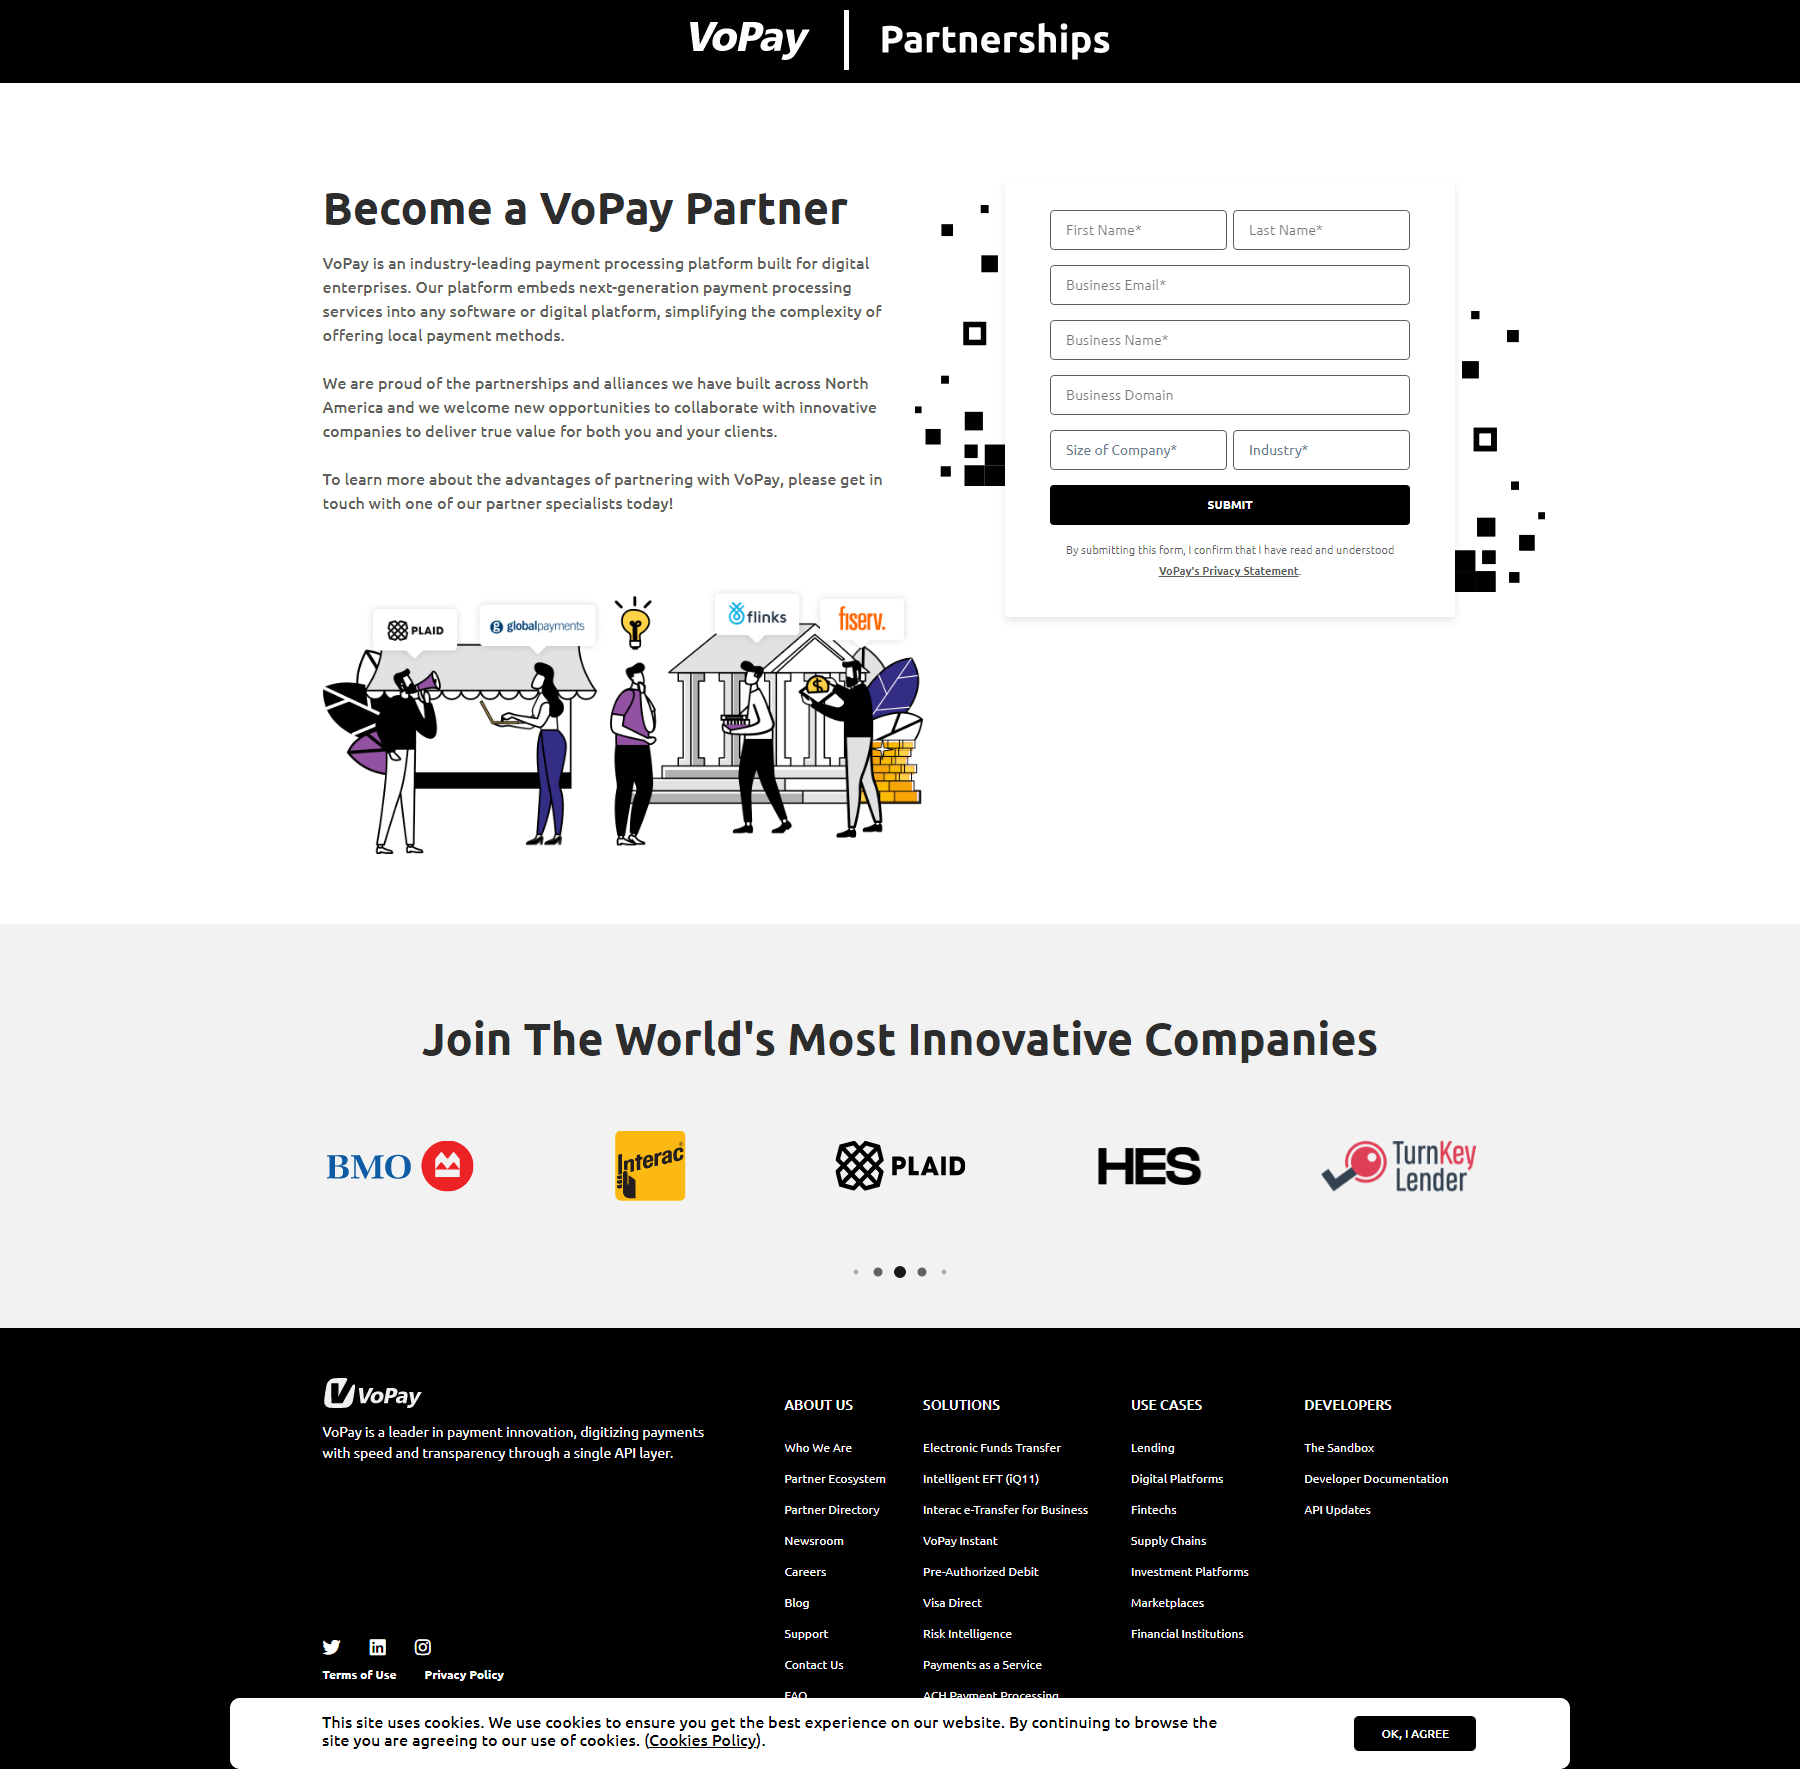 VoPay | Partnerships
Become a VoPay Partner
VoPay is an industry-leading payment processing platform built for digital
enterprises. Our platform embeds next-generation payment processing
services into any software or digital platform, simplifying the complexity of
offering local payment methods.
We are proud of the partnerships and alliances we have built across North
America and we welcome new opportunities to collaborate with innovative
companies to deliver true value for both you and your clients.
To learn more about the advantages of partnering with VoPay, please get in
touch with one of our partner specialists today!
First Name*
Last Name*
Business Email*
Business Name*
Business Domain
Size of Company*
Industry*
SUBMIT
By submitting this form, I confirm that I have read and understood
VoPay's Privacy Statement.
PLAID
globalpayments
flinks
fiserv.
$
Join The World's Most Innovative Companies
BMO
Interac®
PLAID
HES
TurnKey
Lender
VoPay
VoPay is a leader in payment innovation, digitizing payments
with speed and transparency through a single API layer.
Terms of Use
Privacy Policy
ABOUT US
Who We Are
Partner Ecosystem
Partner Directory
Newsroom
Careers
Blog
Support
Contact Us
FAQ
SOLUTIONS
Electronic Funds Transfer
Intelligent EFT (iQ11)
Interac e-Transfer for Business
VoPay Instant
Pre-Authorized Debit
Visa Direct
Risk Intelligence
Payments as a Service
ACH Payment Processing
USE CASES
Lending
Digital Platforms
Fintechs
Supply Chains
Investment Platforms
Marketplaces
Financial Institutions
DEVELOPERS
The Sandbox
Developer Documentation
API Updates
This site uses cookies. We use cookies to ensure you get the best experience on our website. By continuing to browse the
site you are agreeing to our use of cookies. (Cookies Policy).
OK, I AGREE